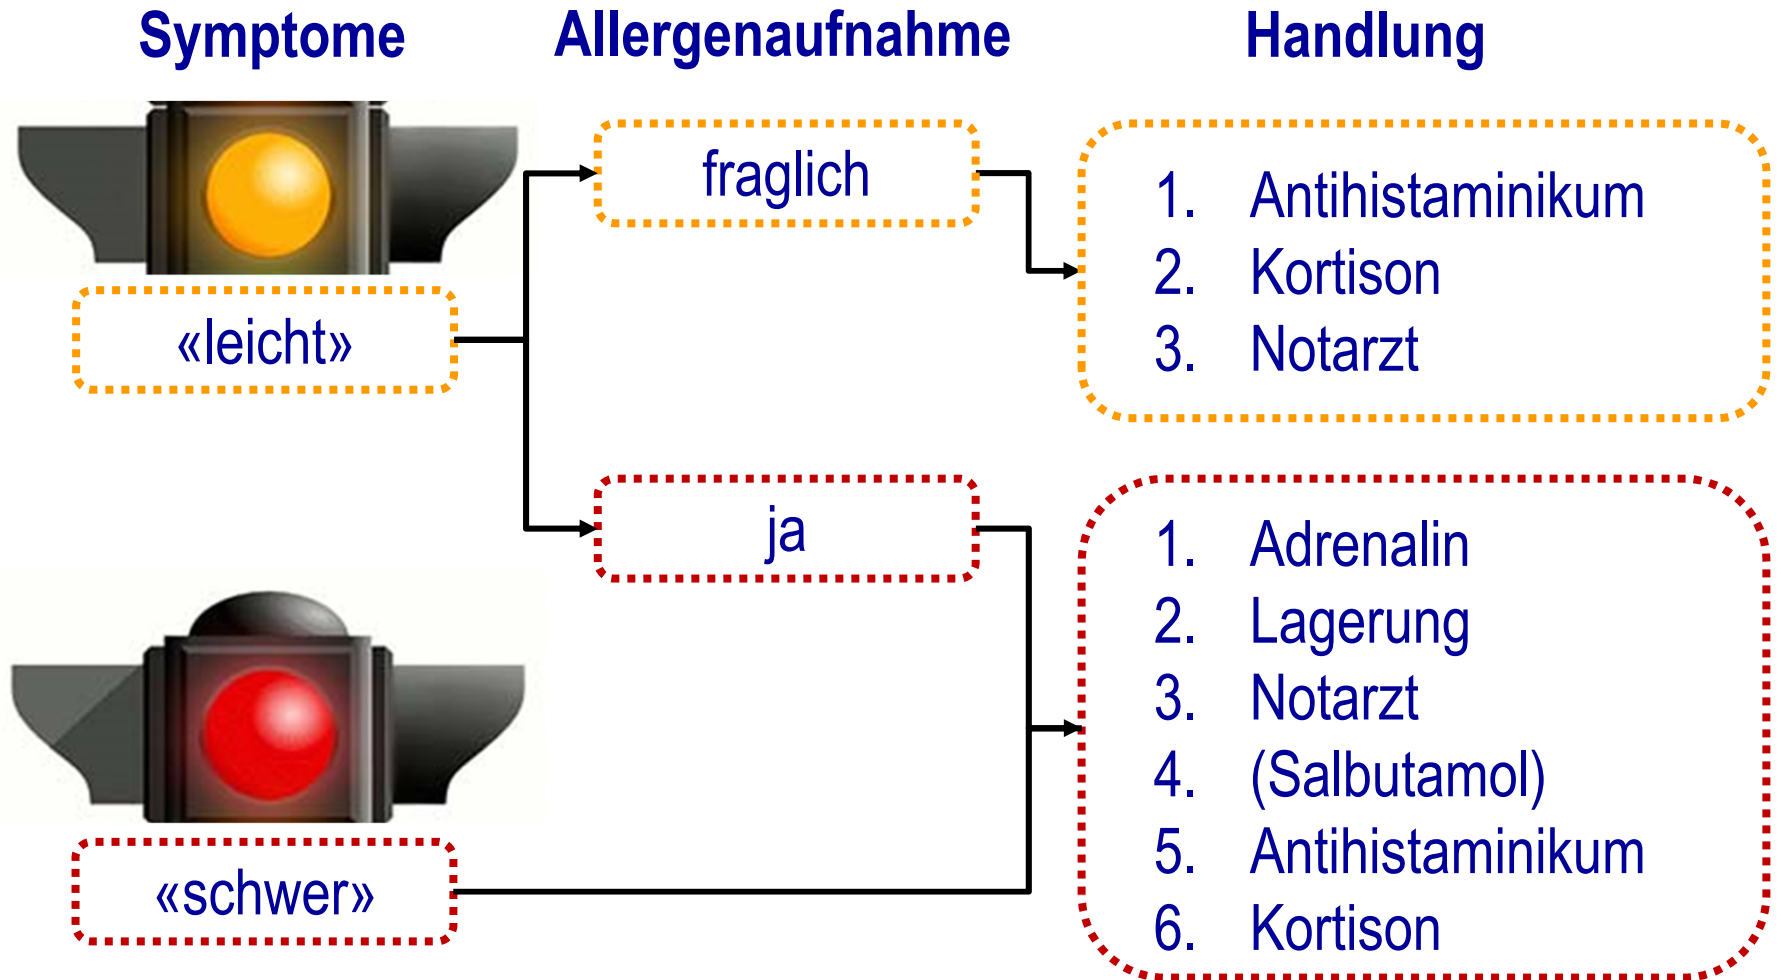 Symptome Allergenaufnahme Handlung
fraglich
1. Antihistaminikum
2. Kortison
3. Notarzt
«leicht»
ja
1. Adrenalin
2. Lagerung
3. Notarzt
4. (Salbutamol)
5. Antihistaminikum
6. Kortison
«schwer»